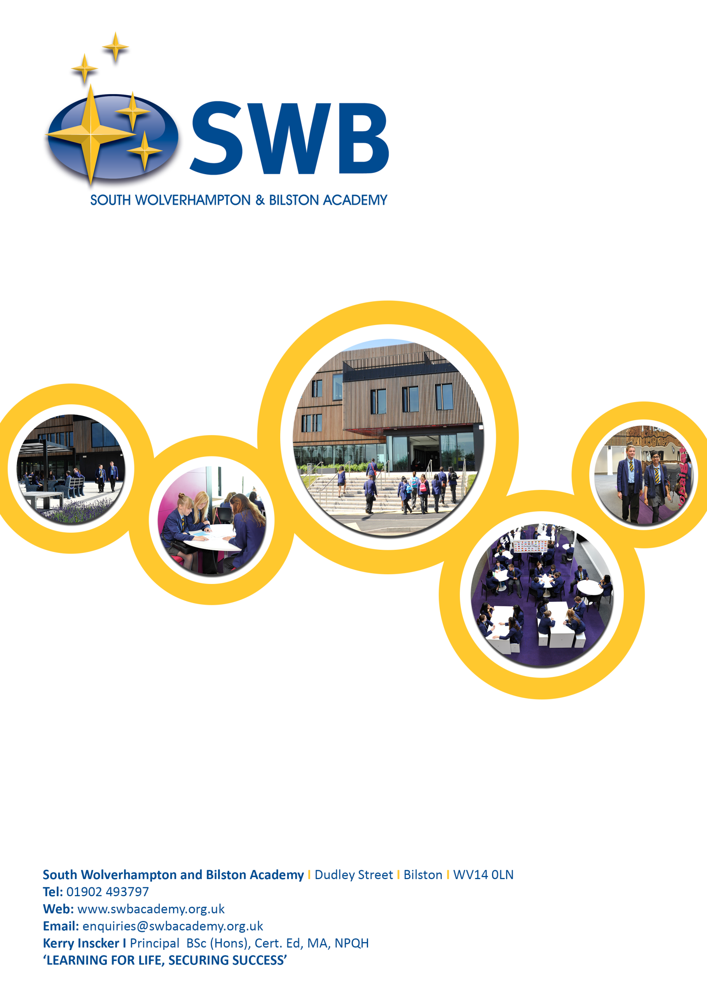 SWB
SOUTH WOLVERHAMPTON & BILSTON ACADEMY
European Village
South Wolverhampton and Bilston Academy I Dudley Street I Bilston I WV14 0LN
Tel: 01902 493797
Web: www.swbacademy.org.uk
Email: enquiries@swbacademy.org.uk
Kerry Inscker I Principal  BSc (Hons), Cert. Ed, MA, NPQH
‘LEARNING FOR LIFE, SECURING SUCCESS’